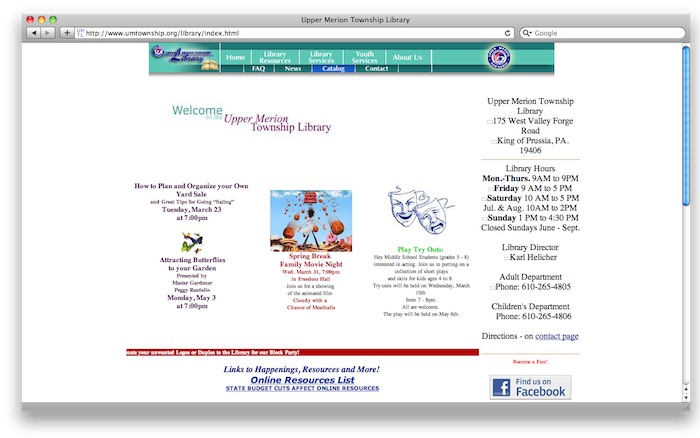 Upper Merion Township Library
http://www.umtownship.org/library/index.html
Google
UPPER MERION TOWNSHIP
Library
Home
Library Resources
Library Services
Youth Services
About Us
FAQ
News
Catalog
Contact
Welcome
to the
Upper Merion
Township Library
How to Plan and Organize your Own
Yard Sale
and Great Tips for Going "Saling"
Tuesday, March 23
at 7:00pm
Attracting Butterflies
to your Garden
Presented by
Master Gardener
Peggy Rustiello
Monday, May 3
at 7:00pm
Spring Break
Family Movie Night
Wed. March 31, 7:00pm
in Freedom Hall
Join us for a showing
of the animated film
Cloudy with a
Chance of Meatballs
Play Try Outs:
Hey Middle School Students (grades 5 - 8)
interested in acting. Join us in putting on a
collection of short plays
and skits for kids ages 4 to 8.
Try-outs will be held on Wednesday, March
10th
from 7 - 8pm.
All are welcome.
The play will be held on May 6th.
nate your unwanted Legos or Duplos to the Library for our Block Party!
Links to Happenings, Resources and More!
Online Resources List
STATE BUDGET CUTS AFFECT ONLINE RESOURCES
Upper Merion Township
Library
175 West Valley Forge
Road
King of Prussia, PA.
19406
Library Hours
Mon.-Thurs. 9AM to 9PM
Friday 9 AM to 5 PM
Saturday 10 AM to 5 PM
Jul. & Aug. 10AM to 2PM
Sunday 1 PM to 4:30 PM
Closed Sundays June - Sept.
Library Director
Karl Helicher
Adult Department
Phone: 610-265-4805
Children's Department
Phone: 610-265-4806
Directions - on contact page
Become a Fan!
Find us on
Facebook